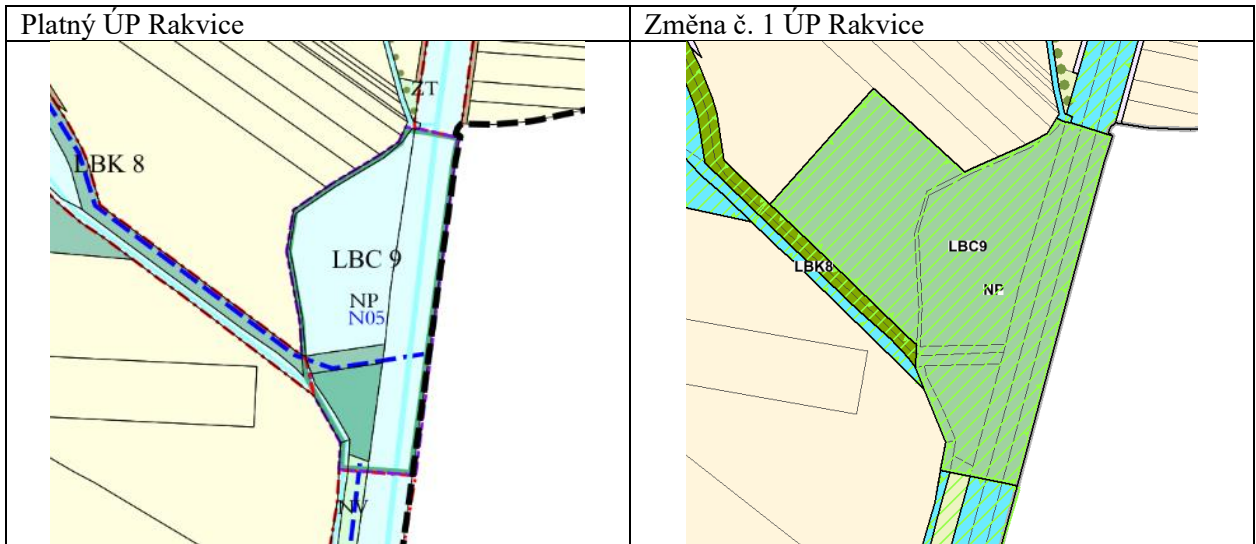 Platný ÚP Rakvice
Změna č. 1 ÚP Rakvice
ZT
LBK 8
LBC 9
NP
N05
NV
LBC9
LBK8
NP